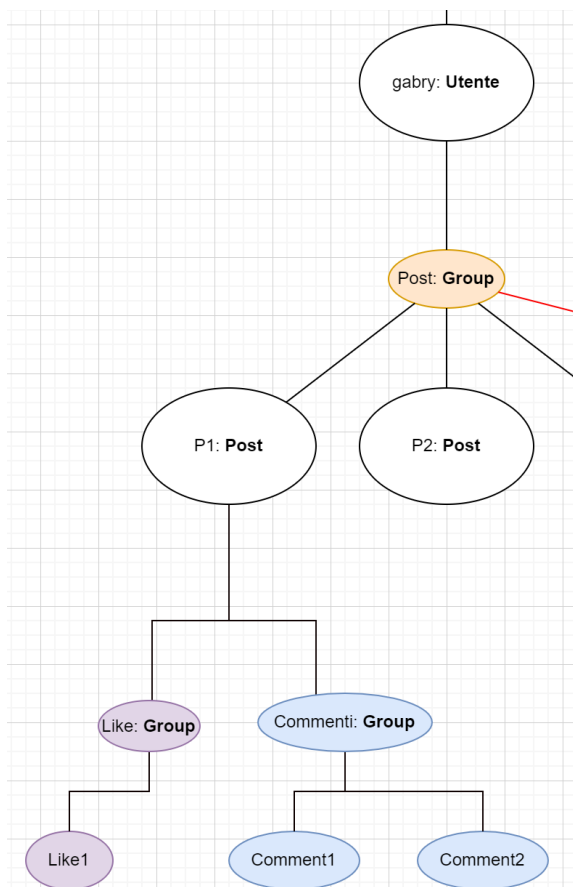 gabry: Utente
Post: Group
P1: Post
P2: Post
Like: Group
Commenti: Group
Like1
Comment1
Comment2